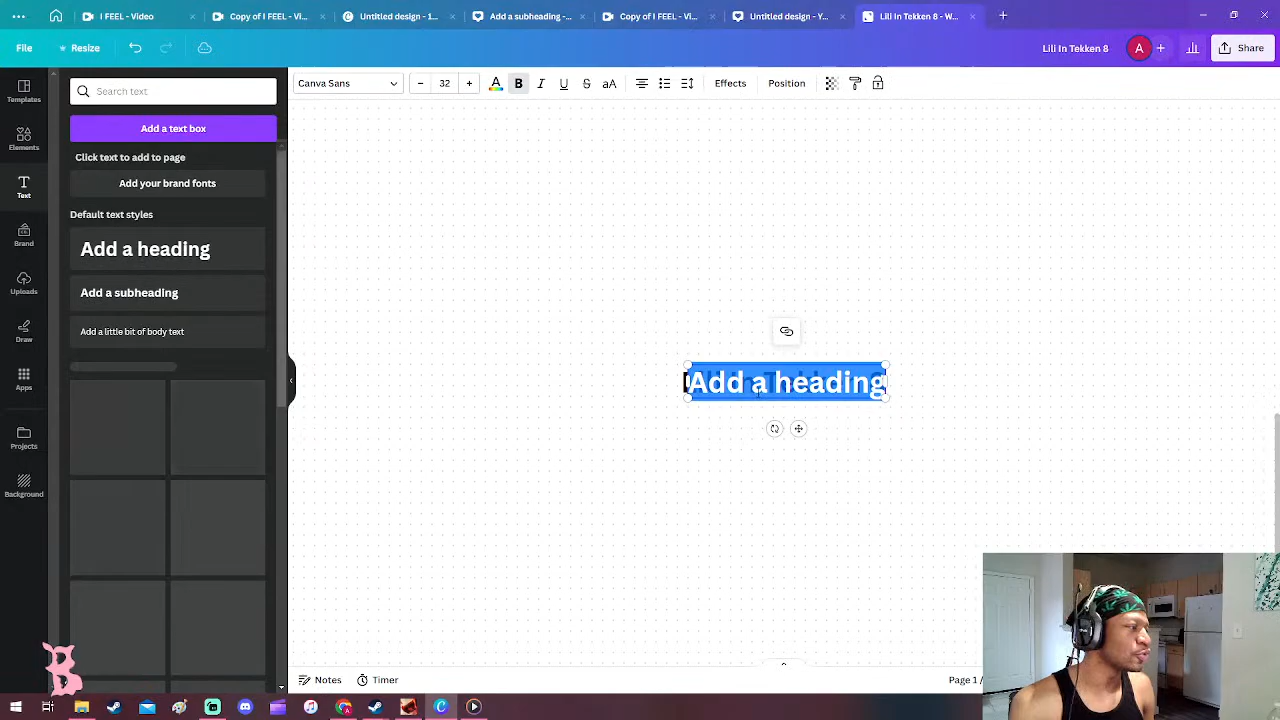 I FEEL - Video
Copy of I FEEL - Video
Untitled design - 1...
Add a subheading -...
Copy of I FEEL - Vi...
Untitled design - Y...
Lili In Tekken 8 - W...
File
Resize
Lili In Tekken 8
A
Share
Canva Sans
32
A
B
I
U
S
aA
Effects
Position
Templates
Elements
Text
Brand
Uploads
Draw
Apps
Projects
Background
Search text
Add a text box
Click text to add to page
Add your brand fonts
Default text styles
Add a heading
Add a subheading
Add a little bit of body text
Add a heading
Notes
Timer
Page 1 /
B